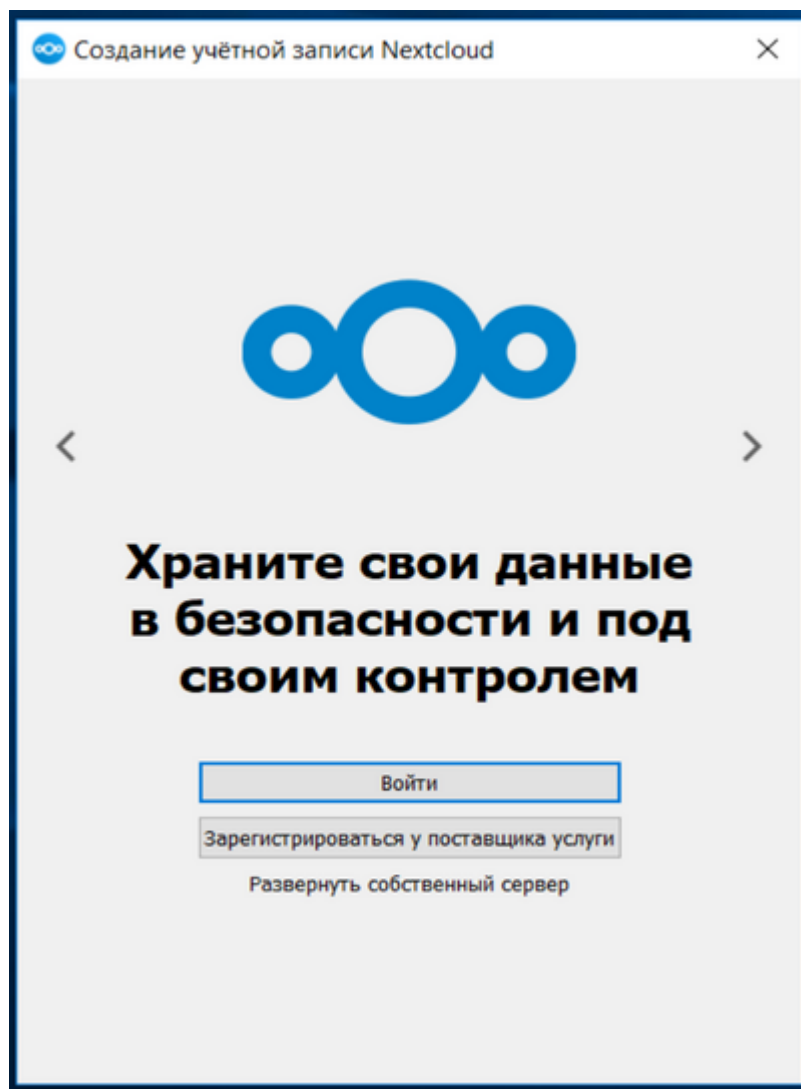 Создание учётной записи Nextcloud
Храните свои данные
в безопасности и под
своим контролем
Войти
Зарегистрироваться у поставщика услуги
Развернуть собственный сервер